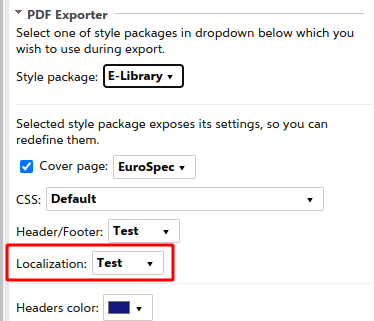 PDF Exporter
Select one of style packages in dropdown below which you
wish to use during export.
Style package: E-Library
Selected style package exposes its settings, so you can
redefine them.
Cover page: EuroSpec
CSS: Default
Header/Footer: Test
Localization: Test
Headers color: